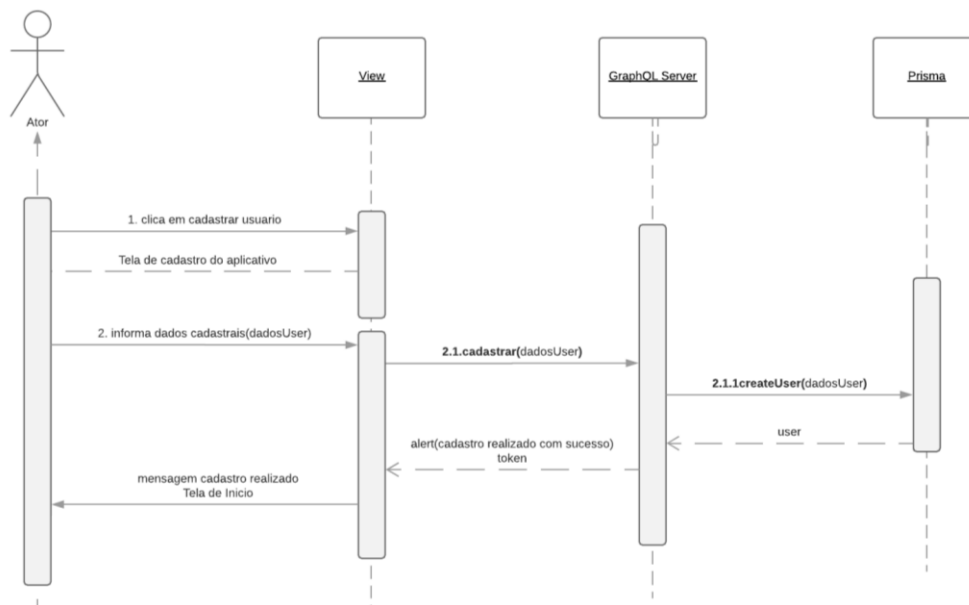 View
GraphQL Server
Prisma
Ator
1. clica em cadastrar usuario
Tela de cadastro do aplicativo
2. informa dados cadastrais(dadosUser)
2.1.cadastrar(dadosUser)
2.1.1createUser(dadosUser)
user
alert(cadastro realizado com sucesso)
token
mensagem cadastro realizado
Tela de Inicio